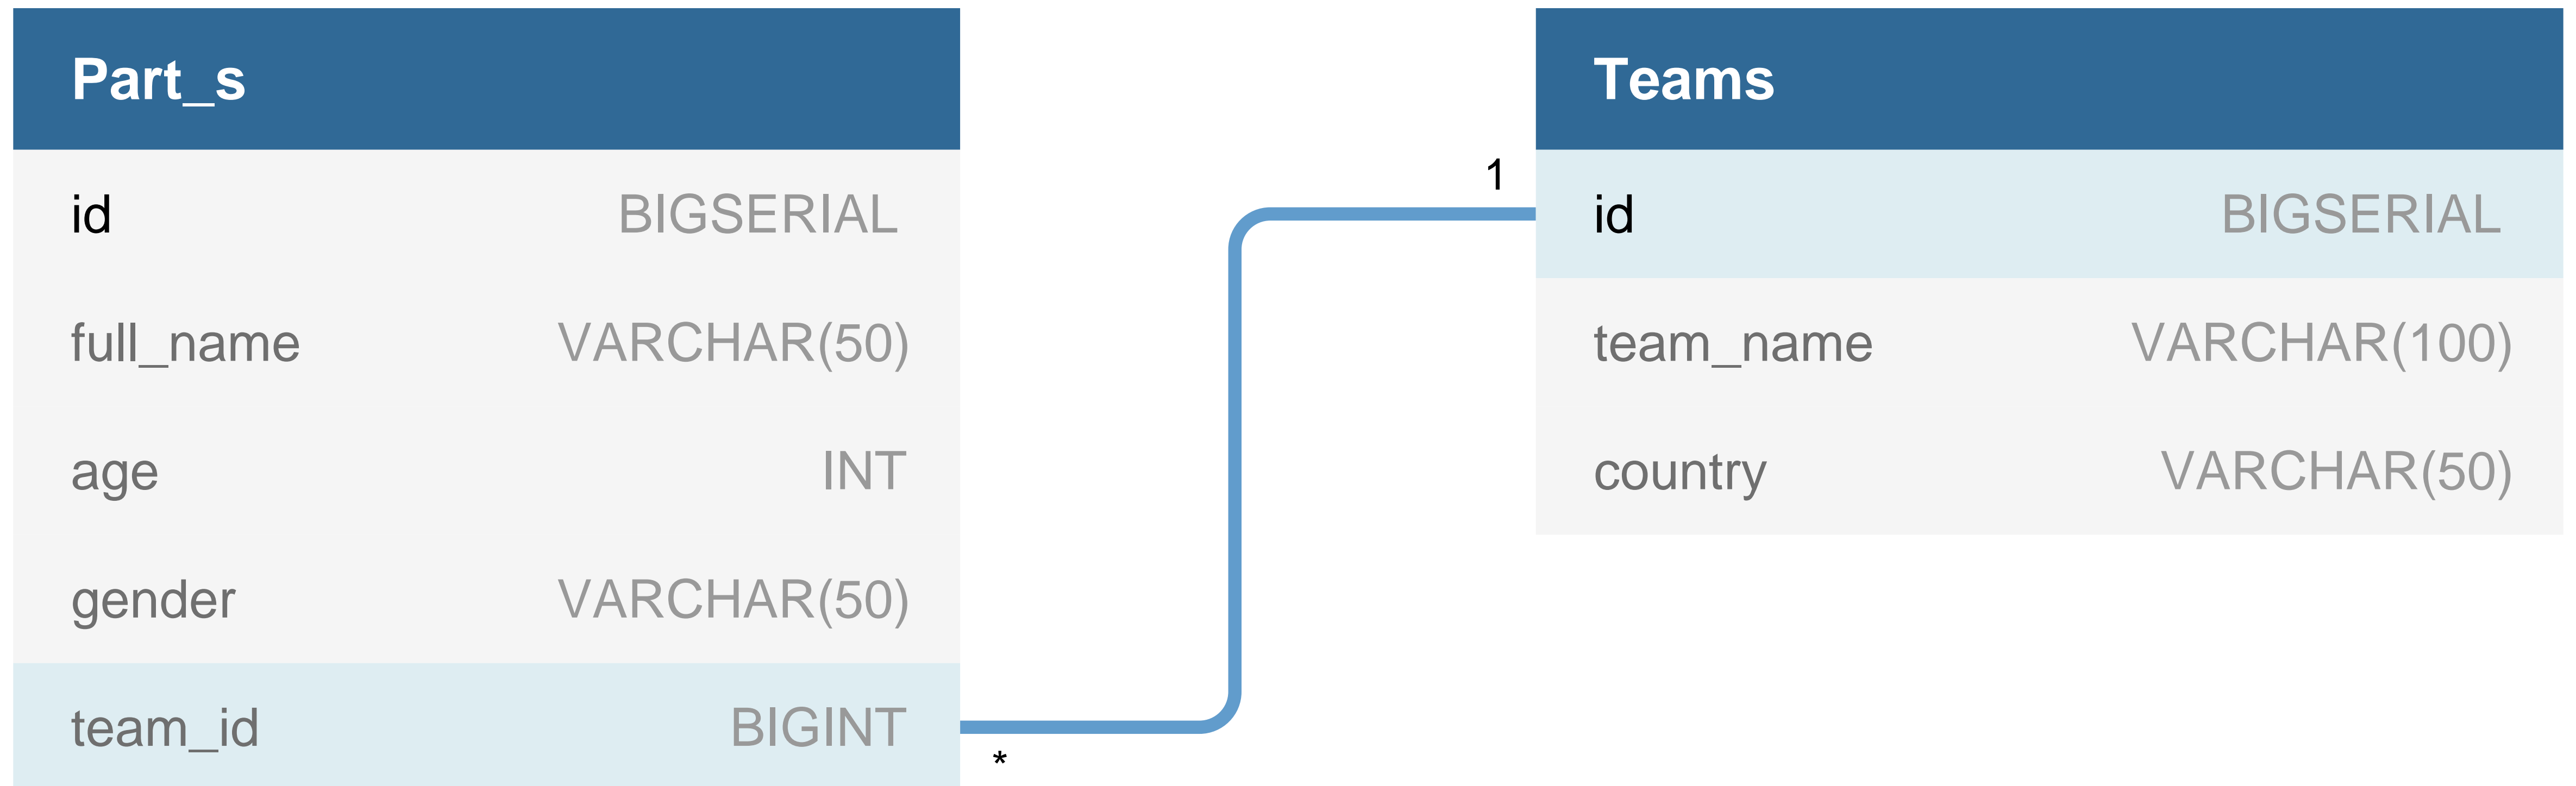 Part_s
id BIGSERIAL
full_name VARCHAR(50)
age INT
gender VARCHAR(50)
team_id BIGINT
*
1
Teams
id BIGSERIAL
team_name VARCHAR(100)
country VARCHAR(50)